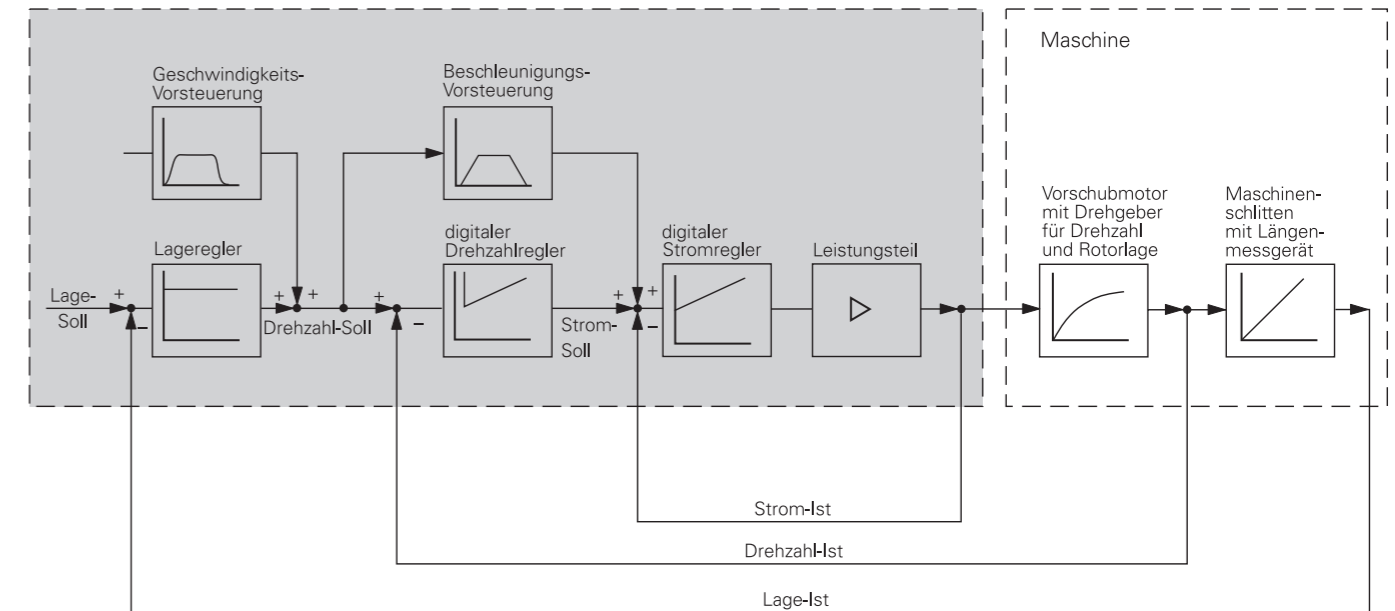 Maschine
Geschwindigkeits-
Vorsteuerung
Beschleunigungs-
Vorsteuerung
Lageregler
digitaler
Drehzahlregler
digitaler
Stromregler
Leistungsteil
Vorschubmotor
mit Drehgeber
für Drehzahl
und Rotorlage
Maschinen-
schlitten
mit Längen-
messgerät
Lage-
Soll
+
–
+
+
Drehzahl-Soll
+
–
+
Strom-
Soll
+
–
Strom-Ist
Drehzahl-Ist
Lage-Ist